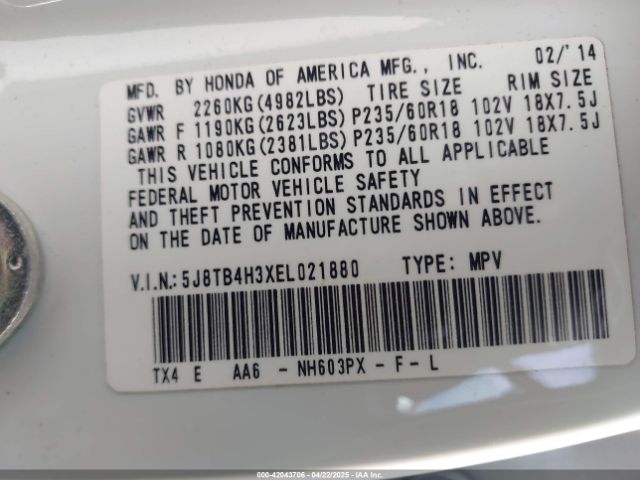 MFD. BY HONDA OF AMERICA MFG., INC. 02/'14
GVWR 2260KG(4982LBS) TIRE SIZE RIM SIZE
GAWR F 1190KG(2623LBS) P235/60R18 102V 18X7.5J
GAWR R 1080KG(2381LBS) P235/60R18 102V 18X7.5J
THIS VEHICLE CONFORMS TO ALL APPLICABLE
FEDERAL MOTOR VEHICLE SAFETY
AND THEFT PREVENTION STANDARDS IN EFFECT
ON THE DATE OF MANUFACTURE SHOWN ABOVE.
V.I.N.: 5J8TB4H3XEL021880 TYPE: MPV
TX4 E AA6 - NH603PX - F - L
000-42043706 - 04/22/2025 - IAA Inc.